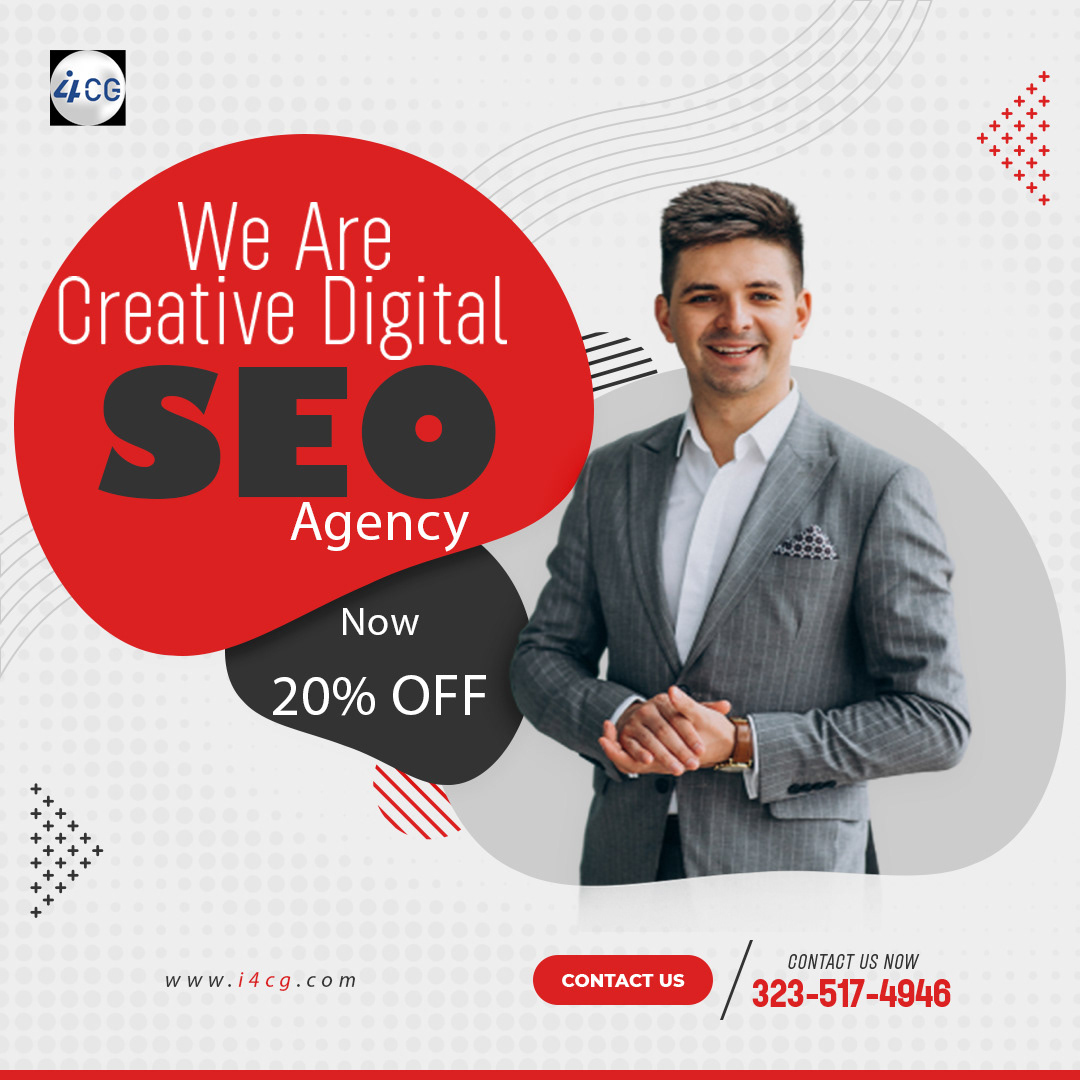 i4CG
We Are
Creative Digital
SEO
Agency
Now
20% OFF
www.i4cg.com
CONTACT US
CONTACT US NOW
323-517-4946